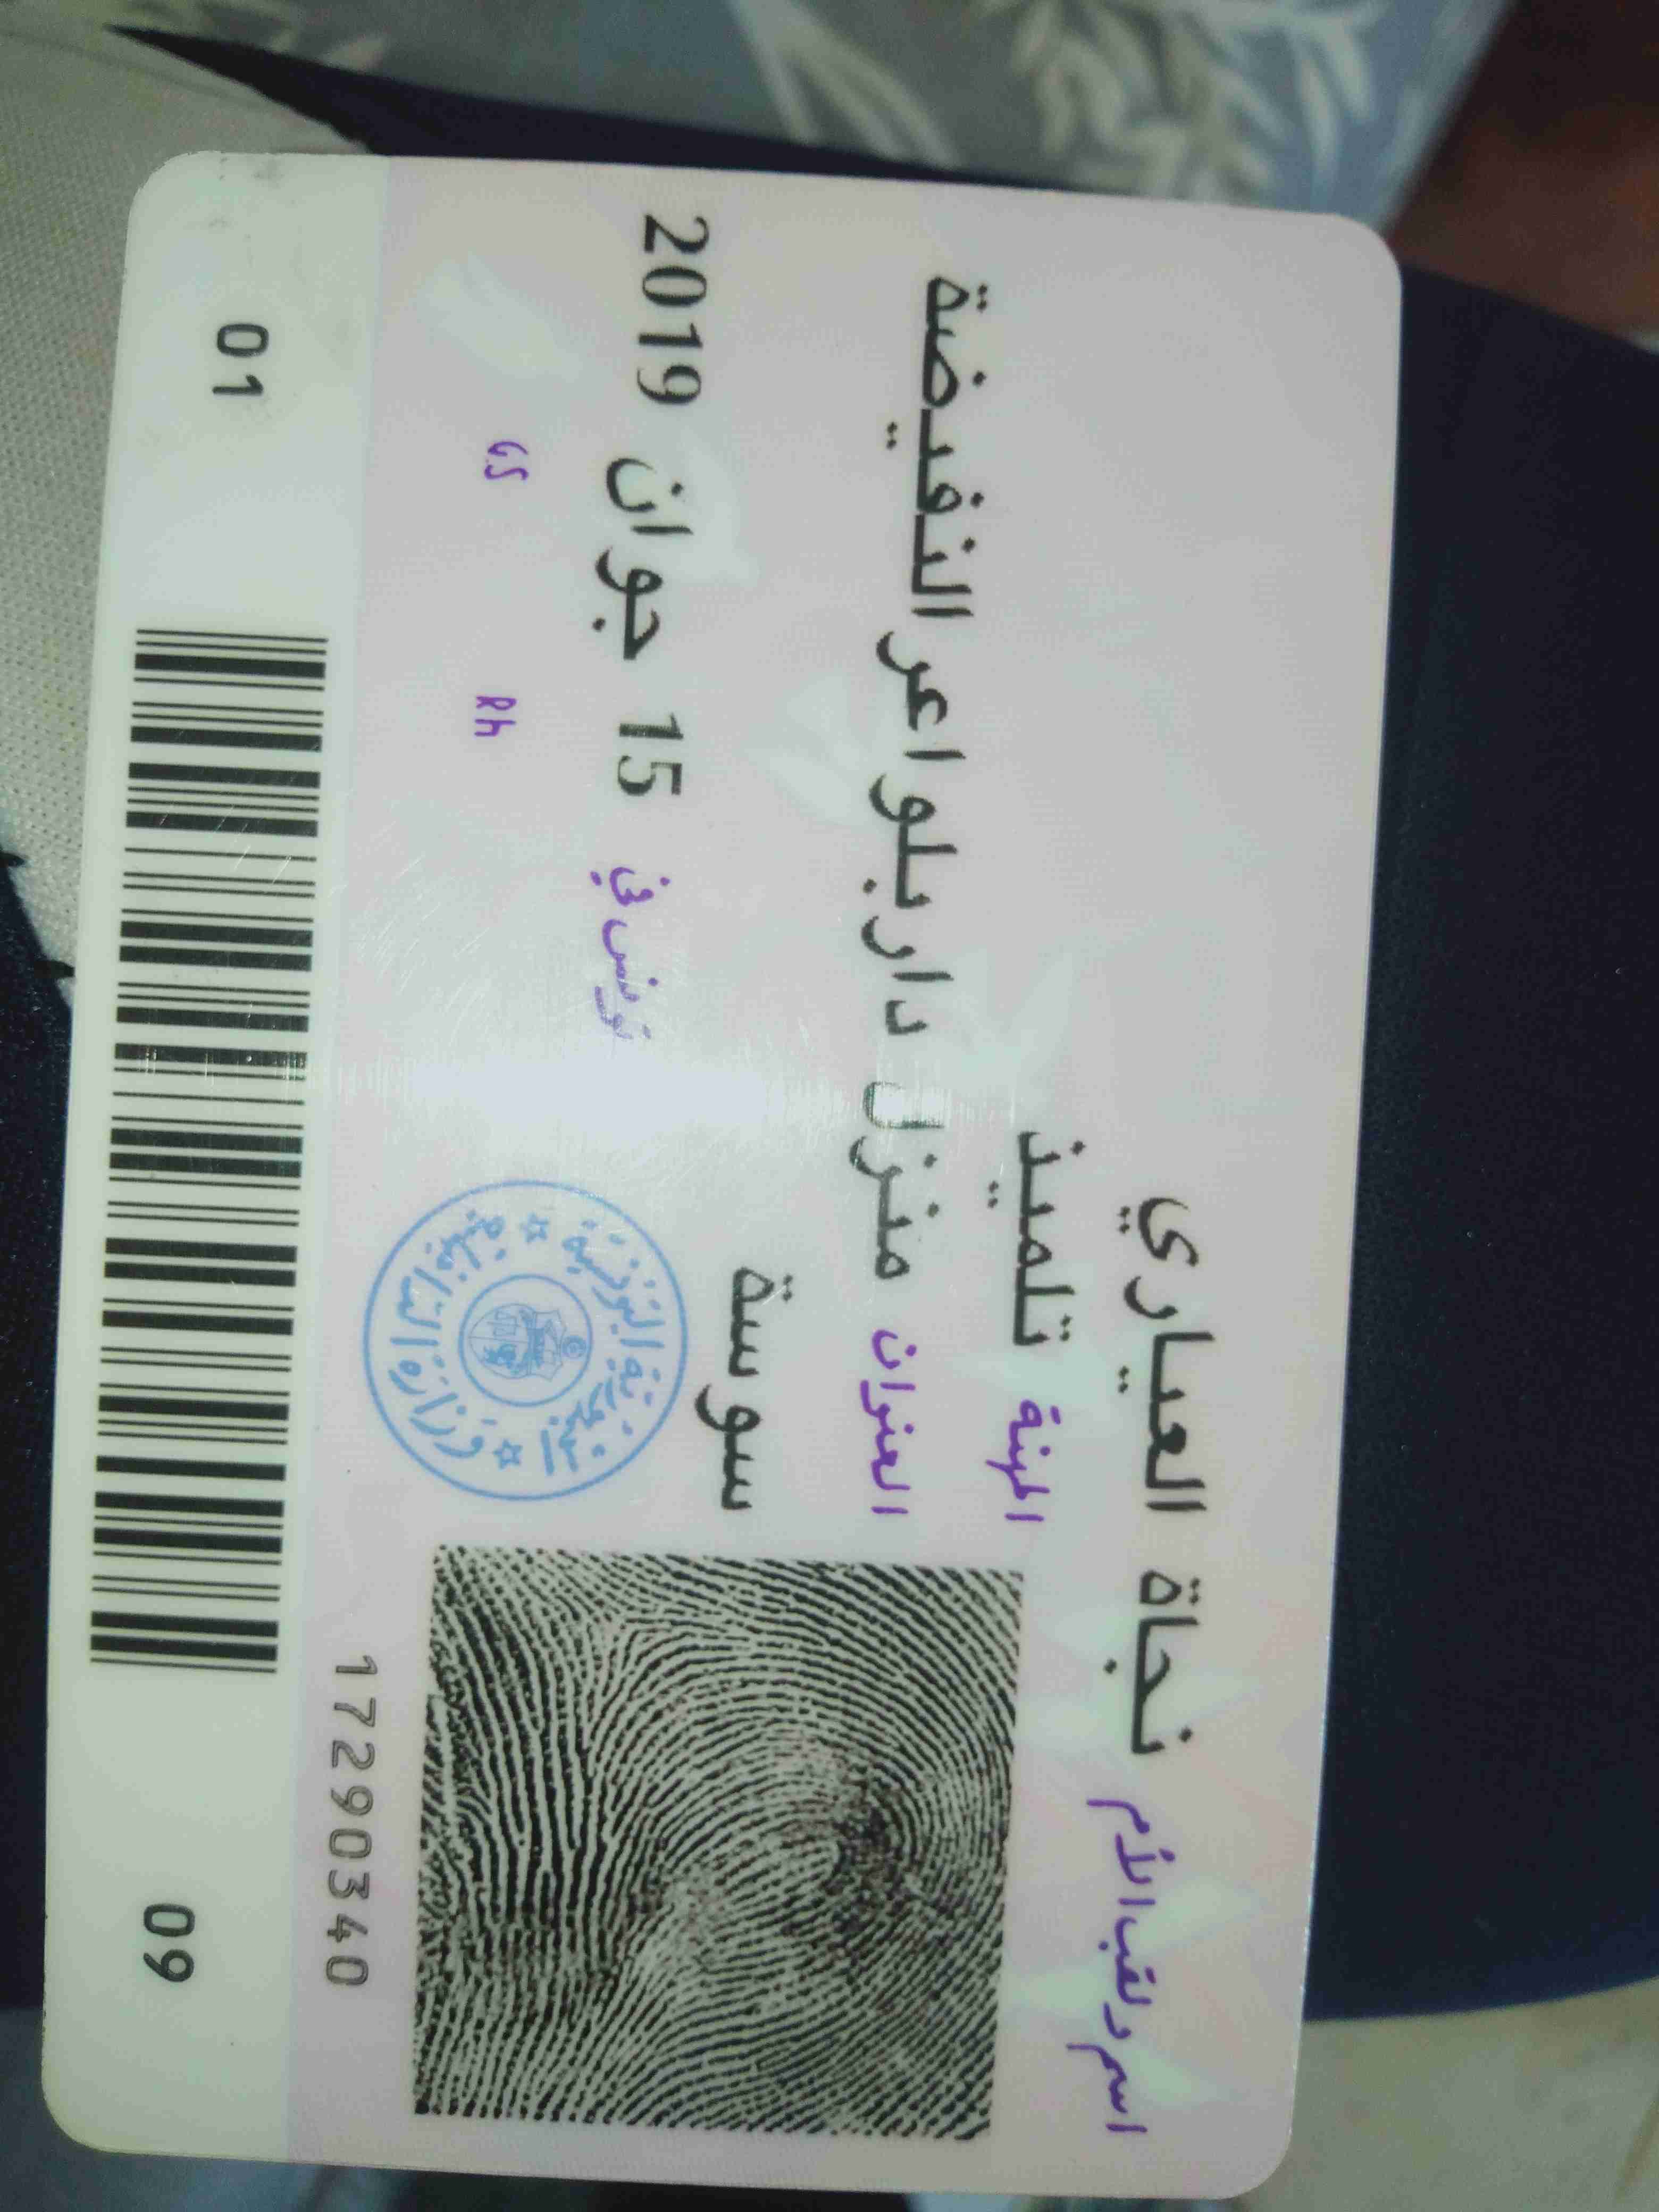 اسم ولقب الأم نجاة العياري
المهنة تلميذ
العنوان منزل دار بلواعر النفيضة
سوسة
تونس في 15 جوان 2019
GS Rh
الجمهورية التونسية
وزارة الداخلية
17290340
09 01